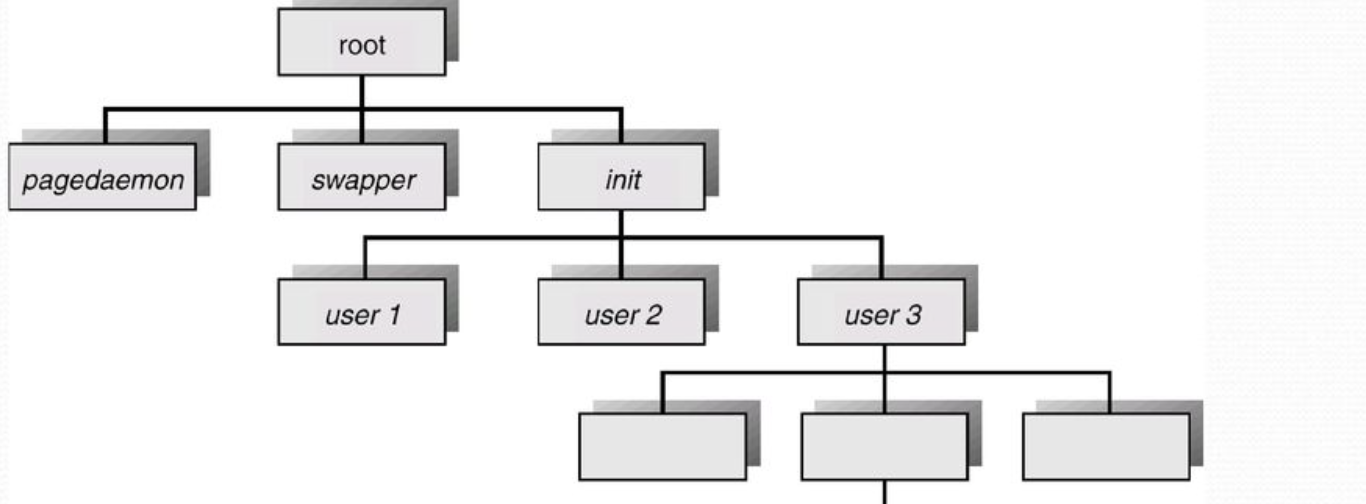 root
pagedaemon
swapper
init
user 1
user 2
user 3